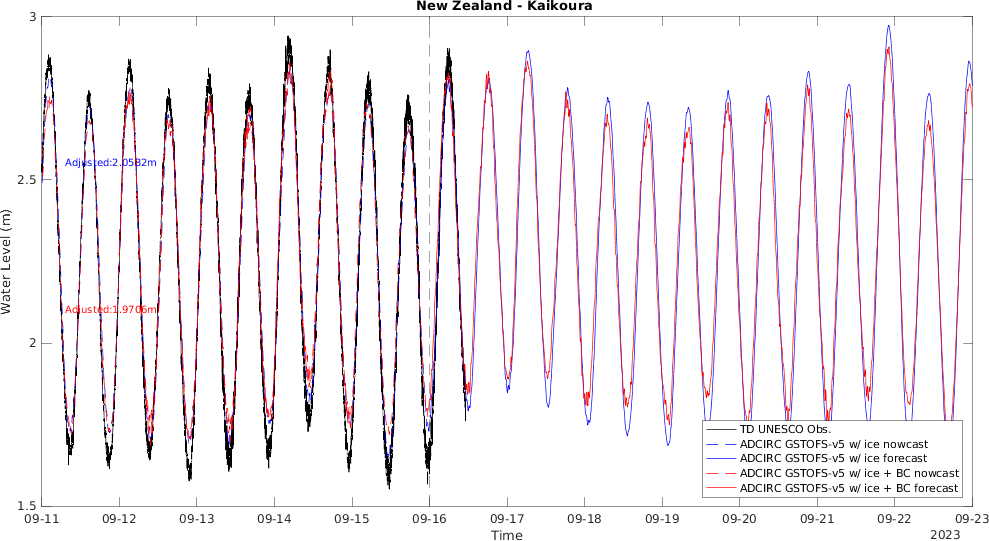 New Zealand - Kaikoura
3
2.5
2
1.5
Water Level (m)
Adjusted:2.0582m
Adjusted:1.9706m
TD UNESCO Obs.
ADCIRC GSTOFS-v5 w/ ice nowcast
ADCIRC GSTOFS-v5 w/ ice forecast
ADCIRC GSTOFS-v5 w/ ice + BC nowcast
ADCIRC GSTOFS-v5 w/ ice + BC forecast
09-11 09-12 09-13 09-14 09-15 09-16 09-17 09-18 09-19 09-20 09-21 09-22 09-23
Time
2023